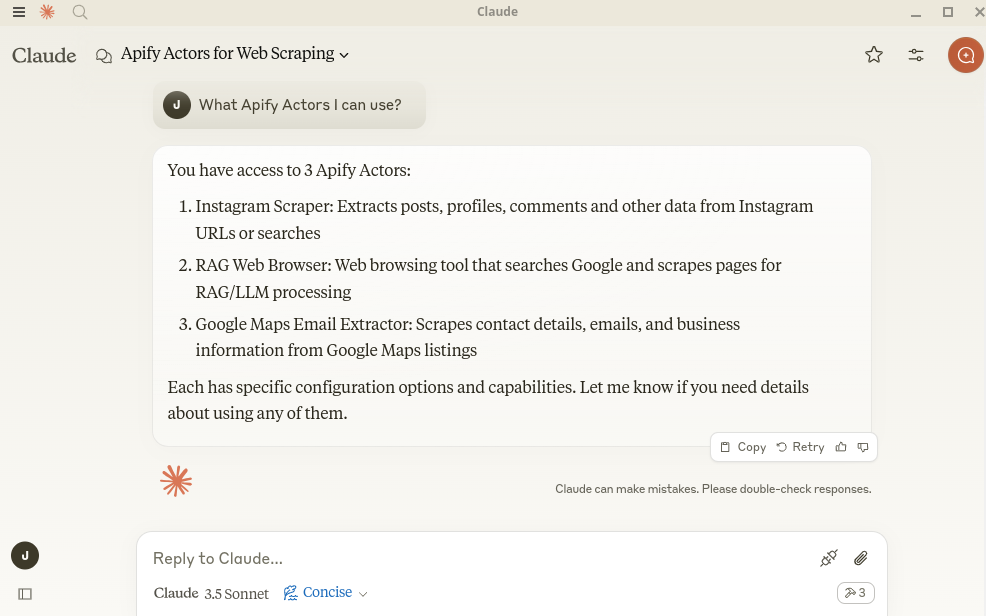 Claude
Claude
Apify Actors for Web Scraping
J
What Apify Actors I can use?
You have access to 3 Apify Actors:
1. Instagram Scraper: Extracts posts, profiles, comments and other data from Instagram
URLs or searches
2. RAG Web Browser: Web browsing tool that searches Google and scrapes pages for
RAG/LLM processing
3. Google Maps Email Extractor: Scrapes contact details, emails, and business
information from Google Maps listings
Each has specific configuration options and capabilities. Let me know if you need details
about using any of them.
Copy Retry
Claude can make mistakes. Please double-check responses.
J
Reply to Claude...
Claude 3.5 Sonnet Concise 3